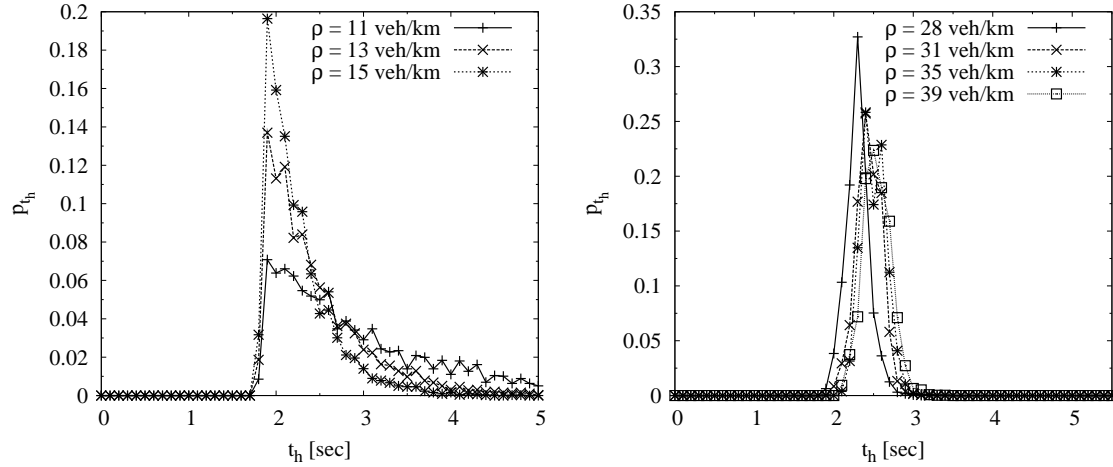 0.2
0.18
0.16
0.14
0.12
0.1
0.08
0.06
0.04
0.02
0
p_{t_h}
ρ = 11 veh/km
ρ = 13 veh/km
ρ = 15 veh/km
0 1 2 3 4 5
t_h [sec]
0.35
0.3
0.25
0.2
0.15
0.1
0.05
0
p_{t_h}
ρ = 28 veh/km
ρ = 31 veh/km
ρ = 35 veh/km
ρ = 39 veh/km
0 1 2 3 4 5
t_h [sec]